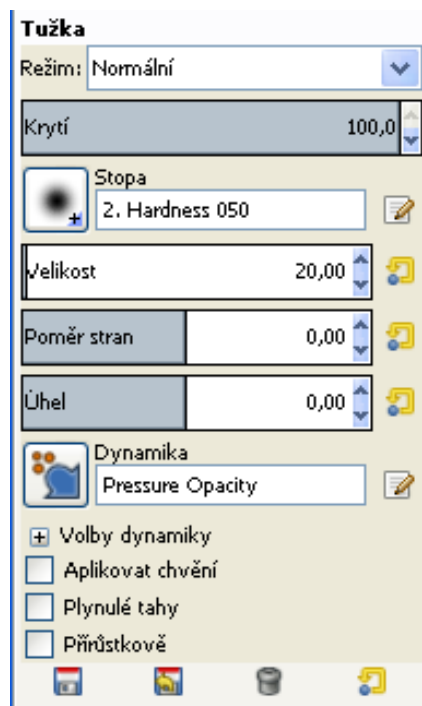 Tužka
Režim: Normální
Krytí 100,0
Stopa
2. Hardness 050
Velikost 20,00
Poměr stran 0,00
Úhel 0,00
Dynamika
Pressure Opacity
Volby dynamiky
Aplikovat chvění
Plynulé tahy
Přírůstkově